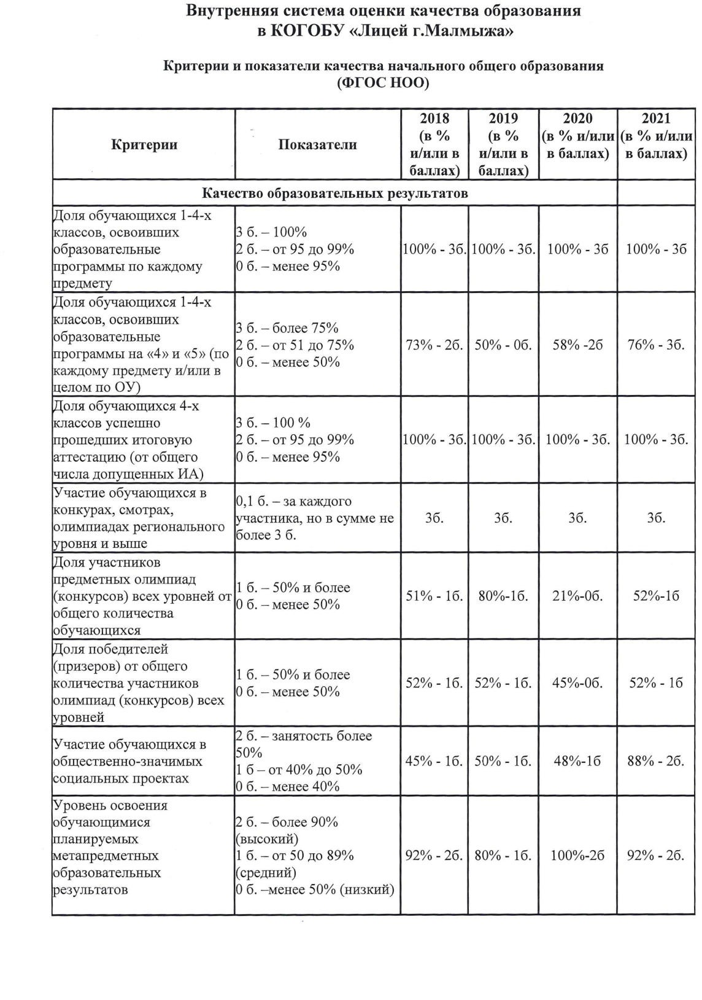 Внутренняя система оценки качества образования
в КОГОБУ «Лицей г.Малмыжа»
Критерии и показатели качества начального общего образования
(ФГОС НОО)
Критерии
Показатели
2018
(в %
и/или в
баллах)
2019
(в %
и/или в
баллах)
2020
(в % и/или
в баллах)
2021
(в % и/или
в баллах)
Качество образовательных результатов
Доля обучающихся 1-4-х
классов, освоивших
образовательные
программы по каждому
предмету
3 б. – 100%
2 б. – от 95 до 99%
0 б. – менее 95%
100% - 3б.
100% - 3б.
100% - 3б
100% - 3б
Доля обучающихся 1-4-х
классов, освоивших
образовательные
программы на «4» и «5» (по
каждому предмету и/или в
целом по ОУ)
3 б. – более 75%
2 б. – от 51 до 75%
0 б. – менее 50%
73% - 2б.
50% - 0б.
58% -2б
76% - 3б.
Доля обучающихся 4-х
классов успешно
прошедших итоговую
аттестацию (от общего
числа допущенных ИА)
3 б. – 100 %
2 б. – от 95 до 99%
0 б. – менее 95%
100% - 3б.
100% - 3б.
100% - 3б.
100% - 3б.
Участие обучающихся в
конкурах, смотрах,
олимпиадах регионального
уровня и выше
0,1 б. – за каждого
участника, но в сумме не
более 3 б.
3б.
3б.
3б.
3б.
Доля участников
предметных олимпиад
(конкурсов) всех уровней от
общего количества
обучающихся
1 б. – 50% и более
0 б. – менее 50%
51% - 1б.
80%-1б.
21%-0б.
52%-1б
Доля победителей
(призеров) от общего
количества участников
олимпиад (конкурсов) всех
уровней
1 б. – 50% и более
0 б. – менее 50%
52% - 1б.
52% - 1б.
45%-0б.
52% - 1б
Участие обучающихся в
общественно-значимых
социальных проектах
2 б. – занятость более
50%
1 б – от 40% до 50%
0 б. – менее 40%
45% - 1б.
50% - 1б.
48%-1б
88% - 2б.
Уровень освоения
обучающимися
планируемых
метапредметных
образовательных
результатов
2 б. – более 90%
(высокий)
1 б. – от 50 до 89%
(средний)
0 б. –менее 50% (низкий)
92% - 2б.
80% - 1б.
100%-2б
92% - 2б.